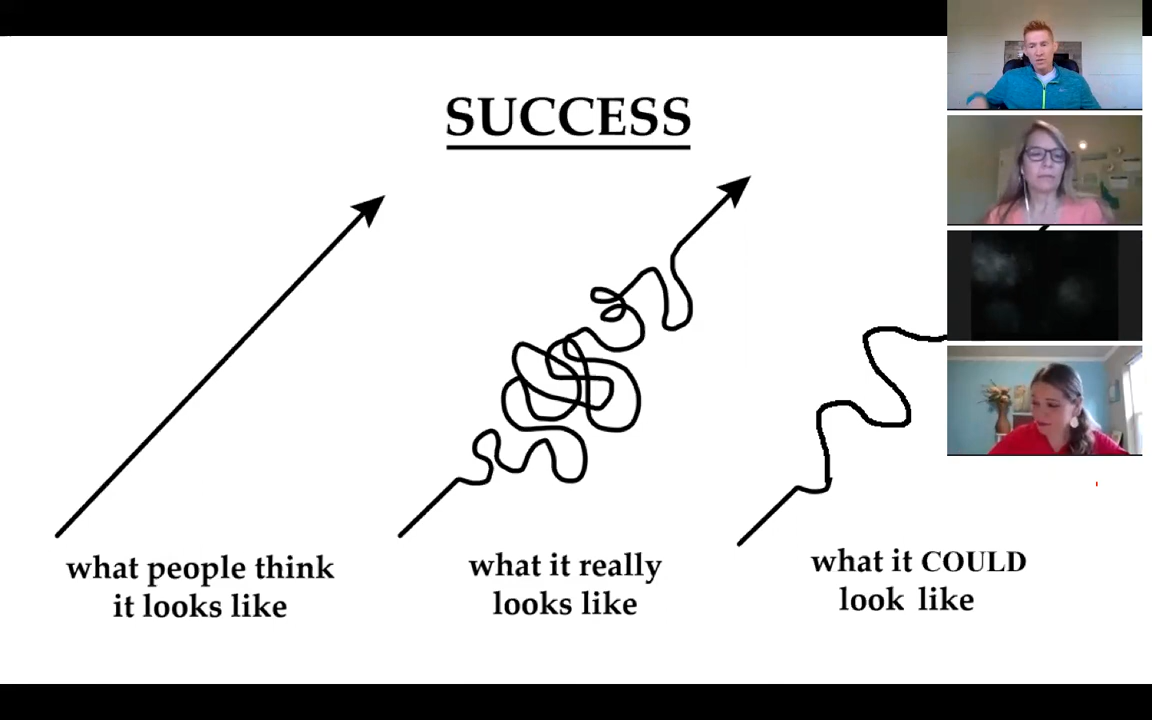 SUCCESS
what people think
it looks like
what it really
looks like
what it COULD
look like